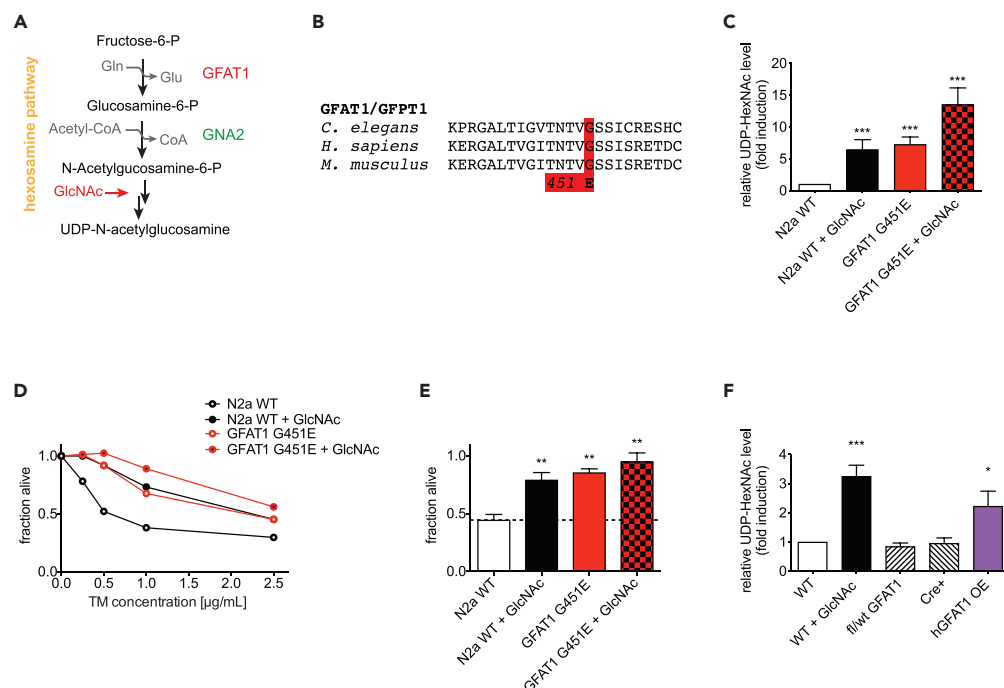 A
hexosamine pathway
Fructose-6-P
Gln
Glu
GFAT1
Glucosamine-6-P
Acetyl-CoA
CoA
GNA2
N-Acetylgucosamine-6-P
GlcNAc
UDP-N-acetylglucosamine
B
GFAT1/GFPT1
C. elegans KPRGALTIGVTNTVGSSICRESHC
H. sapiens KERGALTVGITNTVGSSISRETDC
M. musculus KERGALTVGITNTVGSSISRETDC
451 E
C
relative UDP-HexNAc level
(fold induction)
20
15
10
5
0
***
***
***
N2a WT
N2a WT + GlcNAc
GFAT1 G451E
GFAT1 G451E + GlcNAc
D
N2a WT
N2a WT + GlcNAc
GFAT1 G451E
GFAT1 G451E + GlcNAc
fraction alive
1.0
0.5
0.0
0.0 0.5 1.0 1.5 2.0 2.5
TM concentration [µg/mL]
E
fraction alive
1.0
0.5
0.0
**
**
**
N2a WT
N2a WT + GlcNAc
GFAT1 G451E
GFAT1 G451E + GlcNAc
F
relative UDP-HexNAc level
(fold induction)
4
3
2
1
0
***
*
WT
WT + GlcNAc
fl/wt GFAT1
Cre+
hGFAT1 OE